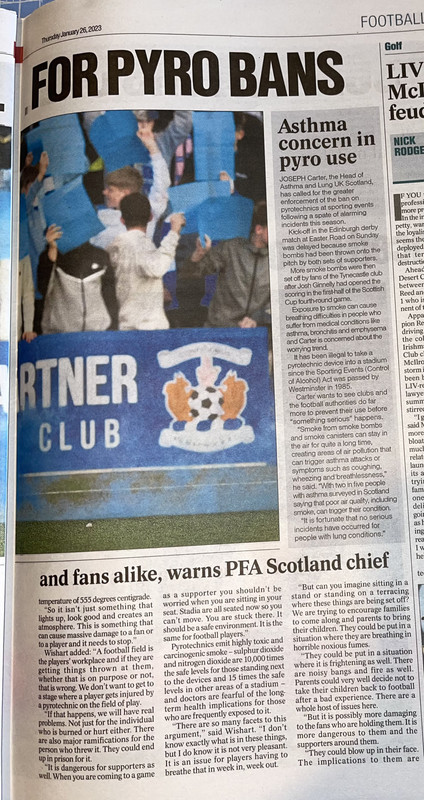 Thursday January 26, 2023
FOOTBALL
FOR PYRO BANS
Asthma
concern in
pyro use
JOSEPH Carter, the Head of
Asthma and Lung UK Scotland,
has called for the greater
enforcement of the ban on
pyrotechnics at sporting events
following a spate of alarming
incidents this season.
Kick-off in the Edinburgh derby
match at Easter Road on Sunday
was delayed because smoke
bombs had been thrown onto the
pitch by both sets of supporters.
More smoke bombs were then
set off by fans of the Tynecastle club
after Josh Ginnelly had opened the
scoring in the first-half of the Scottish
Cup fourth-round game.
Exposure to smoke can cause
breathing difficulties in people who
suffer from medical conditions like
asthma, bronchitis and emphysema
and Carter is concerned about the
worrying trend.
It has been illegal to take a
pyrotechnic device into a stadium
since the Sports Events (Control
of Alcohol) Act was passed by
Westminster in 1985.
Carter wants to see clubs and
the football authorities do far
more to prevent their use before
"something serious" happens.
"Smoke from smoke bombs
and smoke canisters can stay in
the air for quite a long time,
creating areas of air pollution that
can trigger asthma attacks or
symptoms such as coughing,
wheezing and breathlessness,"
he said. "With two in five people
with asthma surveyed in Scotland
saying that poor air quality, including
smoke, can trigger their condition.
"It is fortunate that no serious
incidents have occurred for
people with lung conditions."
RTNER
CLUB
and fans alike, warns PFA Scotland chief
temperature of 555 degrees centigrade.
"So it isn't just something that
lights up, look good and creates an
atmosphere. This is something that
can cause massive damage to a fan or
to a player and it needs to stop."
Wishart added: "A football field is
the players' workplace and if they are
getting things thrown at them,
whether that is on purpose or not,
that is wrong. We don't want to get to
a stage where a player gets injured by
a pyrotechnic on the field of play.
"If that happens, we will have real
problems. Not just for the individual
who is burned or hurt either. There
are also major ramifications for the
person who threw it. They could end
up in prison for it.
"It is dangerous for supporters as
well. When you are coming to a game
as a supporter you shouldn't be
worried when you are sitting in your
seat. Stadia are all seated now so you
can't move. You are stuck there. It
should be a safe environment. It is the
same for football players."
Pyrotechnics emit highly toxic and
carcinogenic smoke – sulphur dioxide
and nitrogen dioxide are 10,000 times
the safe levels for those standing next
to the devices and 15 times the safe
levels in other areas of a stadium –
and doctors are fearful of the long-
term health implications for those
who are frequently exposed to it.
"There are so many facets to this
argument," said Wishart. "I don't
know exactly what is in these things,
but I do know it is not very pleasant.
It is an issue for players having to
breathe that in week in, week out.
"But can you imagine sitting in a
stand or standing on a terracing
where these things are being set off?
We are trying to encourage families
to come along and parents to bring
their children. They could be put in a
situation where they are breathing in
horrible noxious fumes.
"They could be put in a situation
where it is frightening as well. There
are noisy bangs and fire as well.
Parents could very well decide not to
take their children back to football
after a bad experience. There are a
whole host of issues here.
"But it is possibly more damaging
to the fans who are holding them. It is
more dangerous to them and the
supporters around them.
"They could blow up in their face.
The implications to them are
Golf
LIV
McI
feud
NICK
RODGE